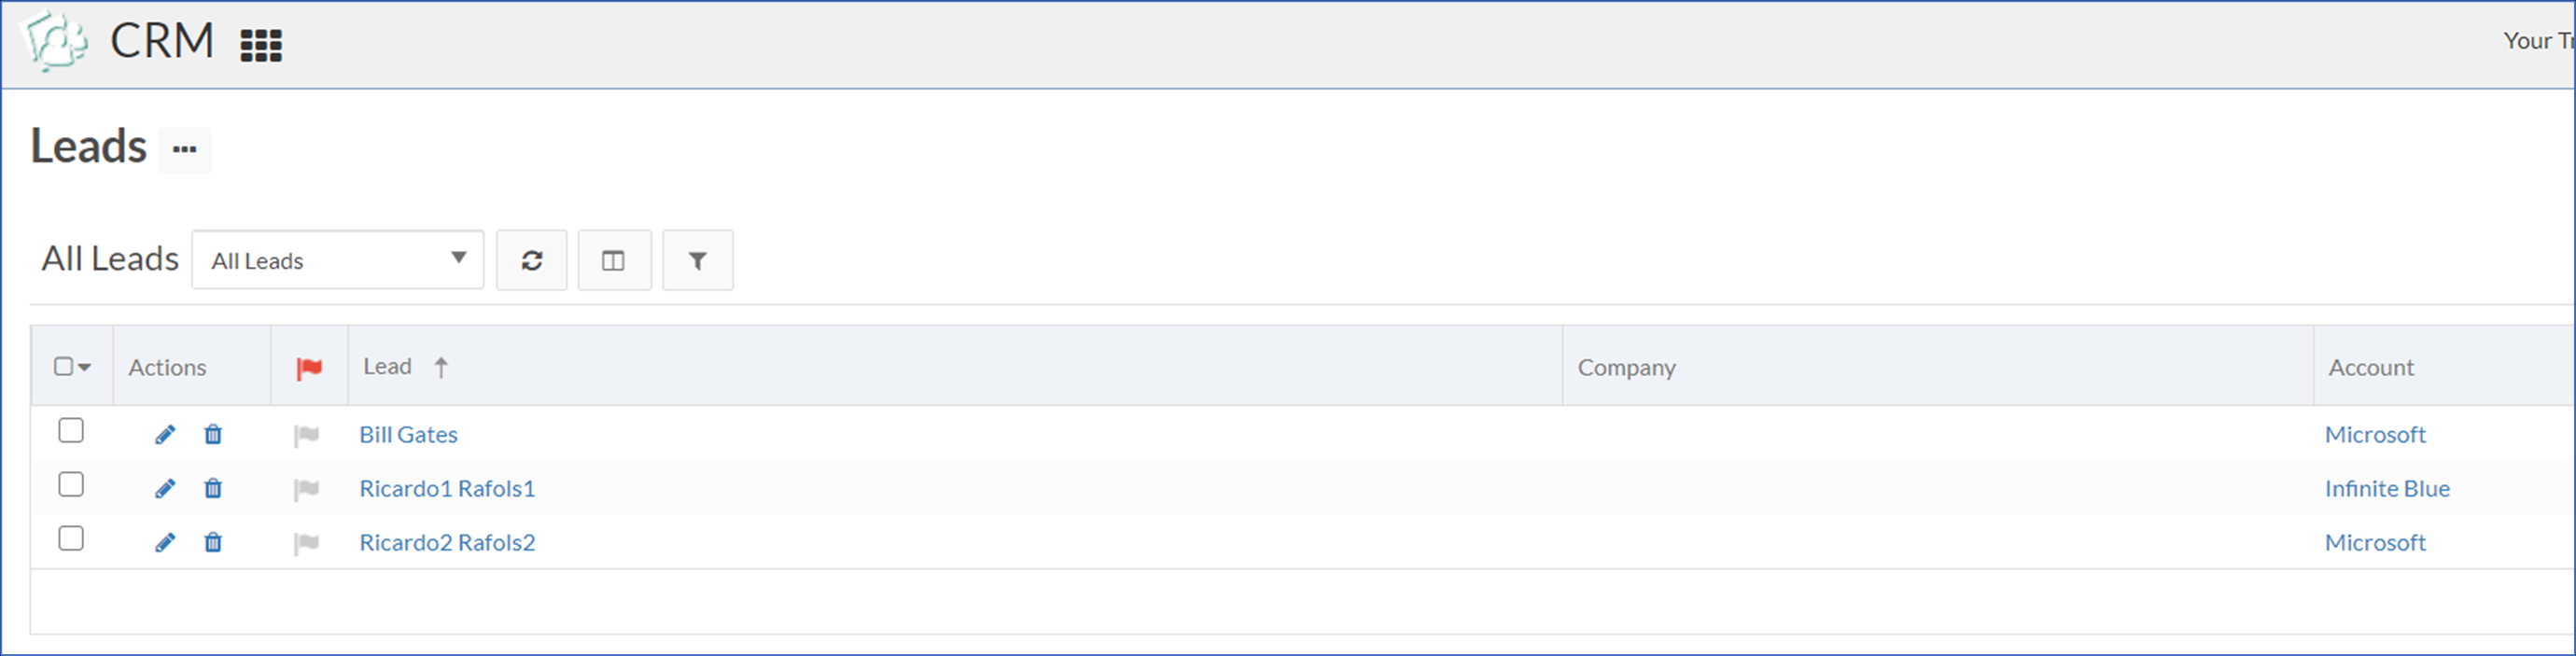 CRM
Your Tr
Leads
All Leads All Leads
Actions Lead Company Account
Bill Gates Microsoft
Ricardo1 Rafols1 Infinite Blue
Ricardo2 Rafols2 Microsoft